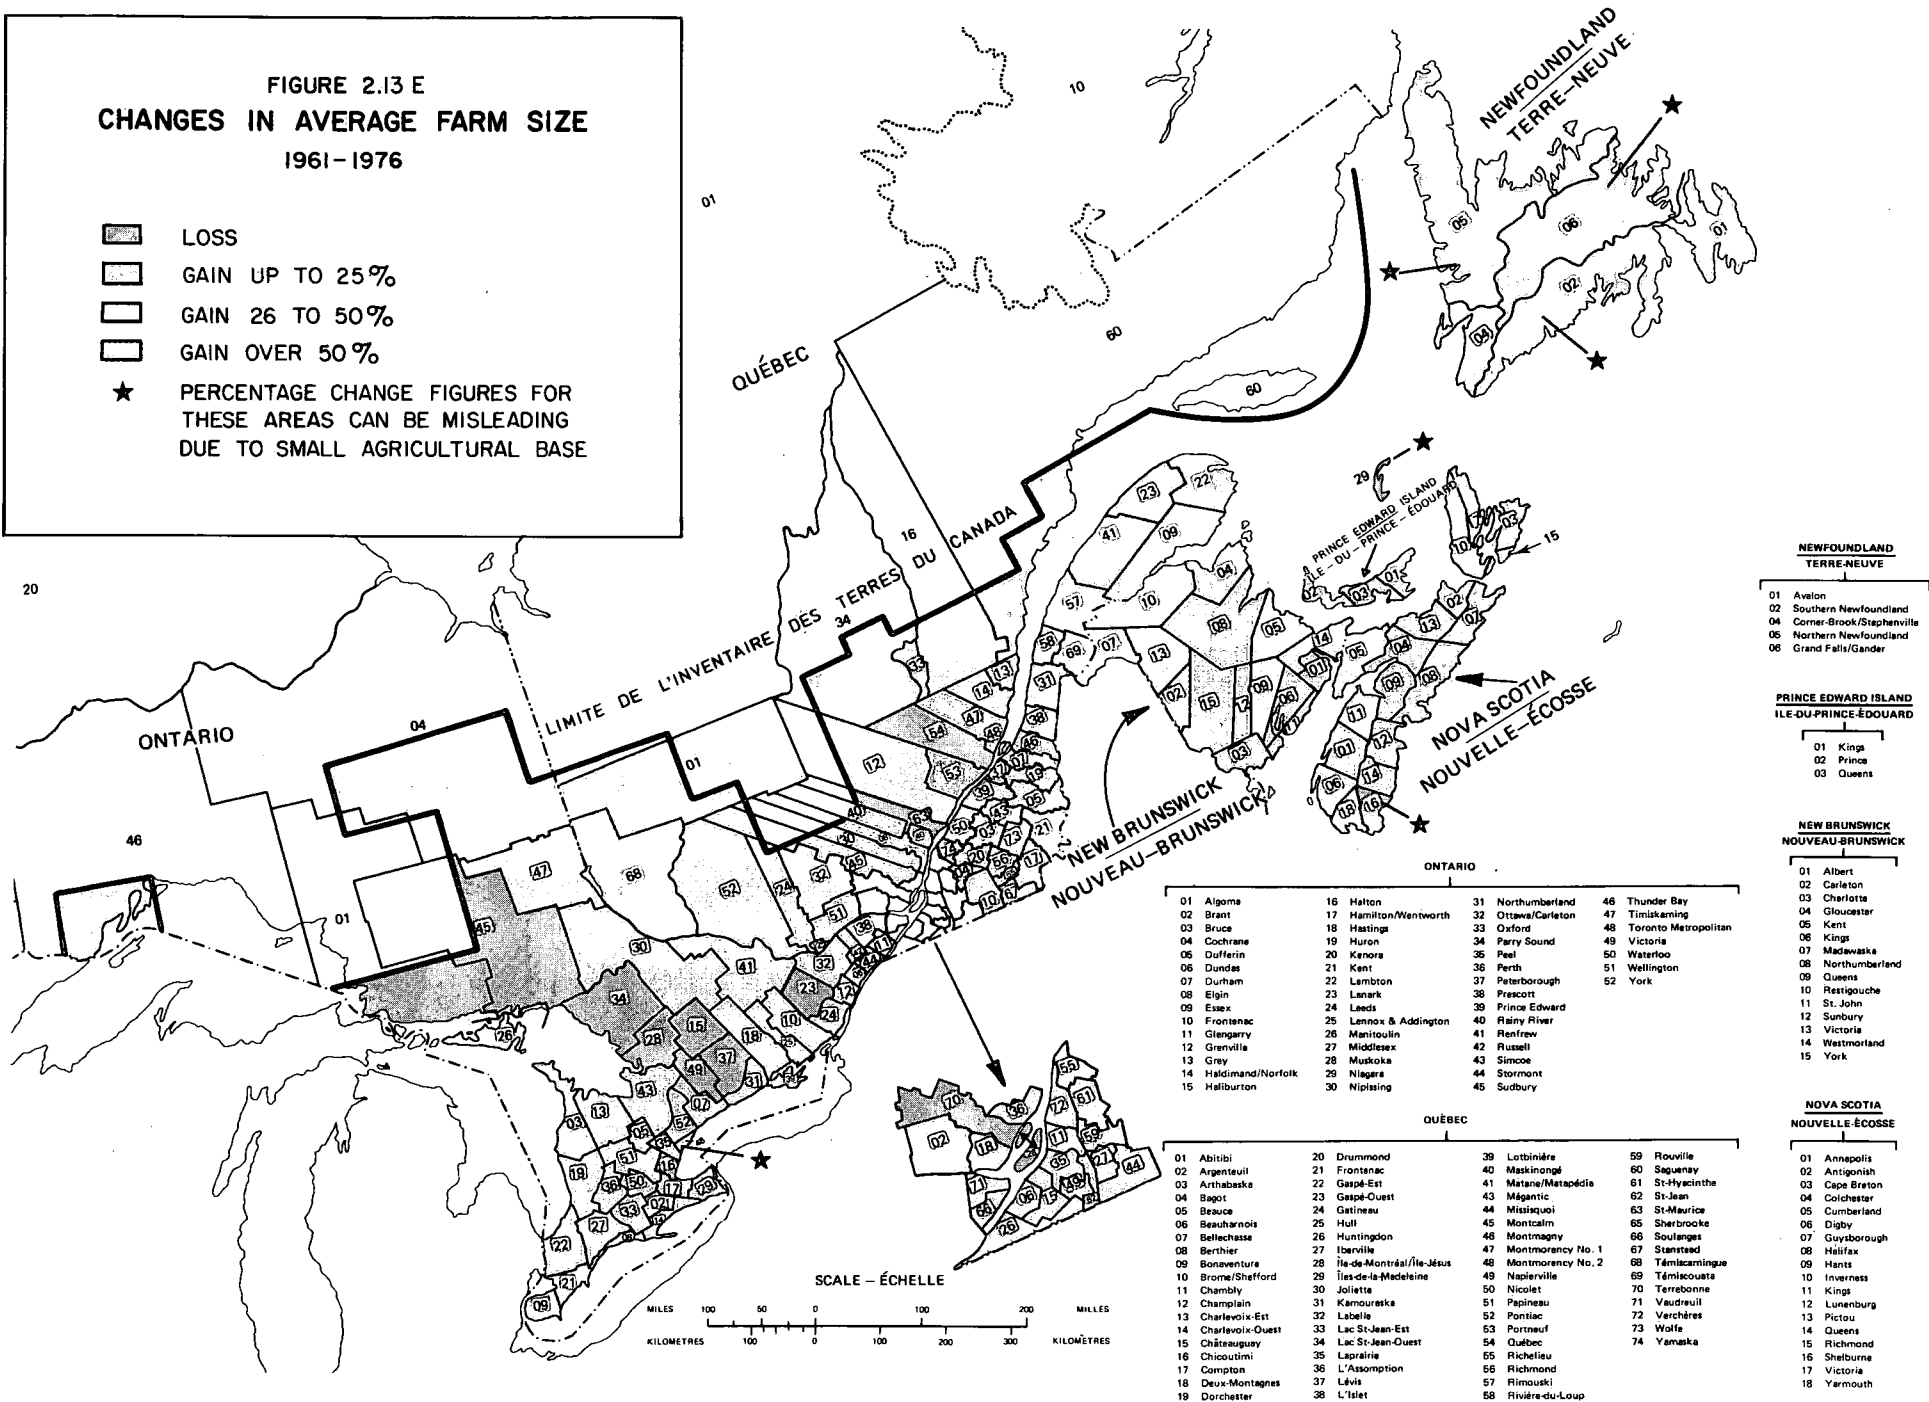 FIGURE 2.13 E
CHANGES IN AVERAGE FARM SIZE
1961-1976
LOSS
GAIN UP TO 25%
GAIN 26 TO 50%
GAIN OVER 50%
★ PERCENTAGE CHANGE FIGURES FOR
THESE AREAS CAN BE MISLEADING
DUE TO SMALL AGRICULTURAL BASE
NEWFOUNDLAND
TERRE-NEUVE
QUÉBEC
ONTARIO
LIMITE DE L'INVENTAIRE DES TERRES DU CANADA
PRINCE EDWARD ISLAND
ILE-DU-PRINCE-ÉDOUARD
NOVA SCOTIA
NOUVELLE-ÉCOSSE
NEW BRUNSWICK
NOUVEAU-BRUNSWICK
SCALE – ÉCHELLE
MILES 100 50 0 100 200 MILLES
KILOMETRES 100 0 100 200 300 KILOMÈTRES
NEWFOUNDLAND
TERRE-NEUVE
01 Avalon
02 Southern Newfoundland
04 Corner-Brook/Stephenville
05 Northern Newfoundland
06 Grand Falls/Gander
PRINCE EDWARD ISLAND
ILE-DU-PRINCE-ÉDOUARD
01 Kings
02 Prince
03 Queens
NEW BRUNSWICK
NOUVEAU-BRUNSWICK
01 Albert
02 Carleton
03 Charlotte
04 Gloucester
05 Kent
06 Kings
07 Madawaska
08 Northumberland
09 Queens
10 Restigouche
11 St. John
12 Sunbury
13 Victoria
14 Westmorland
15 York
NOVA SCOTIA
NOUVELLE-ÉCOSSE
01 Annapolis
02 Antigonish
03 Cape Breton
04 Colchester
05 Cumberland
06 Digby
07 Guysborough
08 Halifax
09 Hants
10 Inverness
11 Kings
12 Lunenburg
13 Pictou
14 Queens
15 Richmond
16 Shelburne
17 Victoria
18 Yarmouth
ONTARIO
01 Algoma
02 Brant
03 Bruce
04 Cochrane
05 Dufferin
06 Dundas
07 Durham
08 Elgin
09 Essex
10 Frontenac
11 Glengarry
12 Grenville
13 Grey
14 Haldimand/Norfolk
15 Haliburton
16 Halton
17 Hamilton/Wentworth
18 Hastings
19 Huron
20 Kenora
21 Kent
22 Lambton
23 Lanark
24 Leeds
25 Lennox & Addington
26 Manitoulin
27 Middlesex
28 Muskoka
29 Niagara
30 Nipissing
31 Northumberland
32 Ottawa/Carleton
33 Oxford
34 Parry Sound
35 Peel
36 Perth
37 Peterborough
38 Prescott
39 Prince Edward
40 Rainy River
41 Renfrew
42 Russell
43 Simcoe
44 Stormont
45 Sudbury
46 Thunder Bay
47 Timiskaming
48 Toronto Metropolitan
49 Victoria
50 Waterloo
51 Wellington
52 York
QUÉBEC
01 Abitibi
02 Argenteuil
03 Arthabaska
04 Bagot
05 Beauce
06 Beauharnois
07 Bellechasse
08 Berthier
09 Bonaventure
10 Brome/Shefford
11 Chambly
12 Champlain
13 Charlevoix-Est
14 Charlevoix-Ouest
15 Châteauguay
16 Chicoutimi
17 Compton
18 Deux-Montagnes
19 Dorchester
20 Drummond
21 Frontenac
22 Gaspé-Est
23 Gaspé-Ouest
24 Gatineau
25 Hull
26 Huntingdon
27 Iberville
28 Île-de-Montréal/Île-Jésus
29 Îles-de-la-Madeleine
30 Joliette
31 Kamouraska
32 Labelle
33 Lac St-Jean-Est
34 Lac St-Jean-Ouest
35 Laprairie
36 L'Assomption
37 Lévis
38 L'Islet
39 Lotbinière
40 Maskinongé
41 Matane/Matapédia
43 Mégantic
44 Missisquoi
45 Montcalm
46 Montmagny
47 Montmorency No. 1
48 Montmorency No. 2
49 Napierville
50 Nicolet
51 Papineau
52 Pontiac
53 Portneuf
54 Québec
55 Richelieu
56 Richmond
57 Rimouski
58 Rivière-du-Loup
59 Rouville
60 Saguenay
61 St-Hyacinthe
62 St-Jean
63 St-Maurice
65 Sherbrooke
66 Soulanges
67 Stanstead
68 Témiscamingue
69 Témiscouata
70 Terrebonne
71 Vaudreuil
72 Verchères
73 Wolfe
74 Yamaska